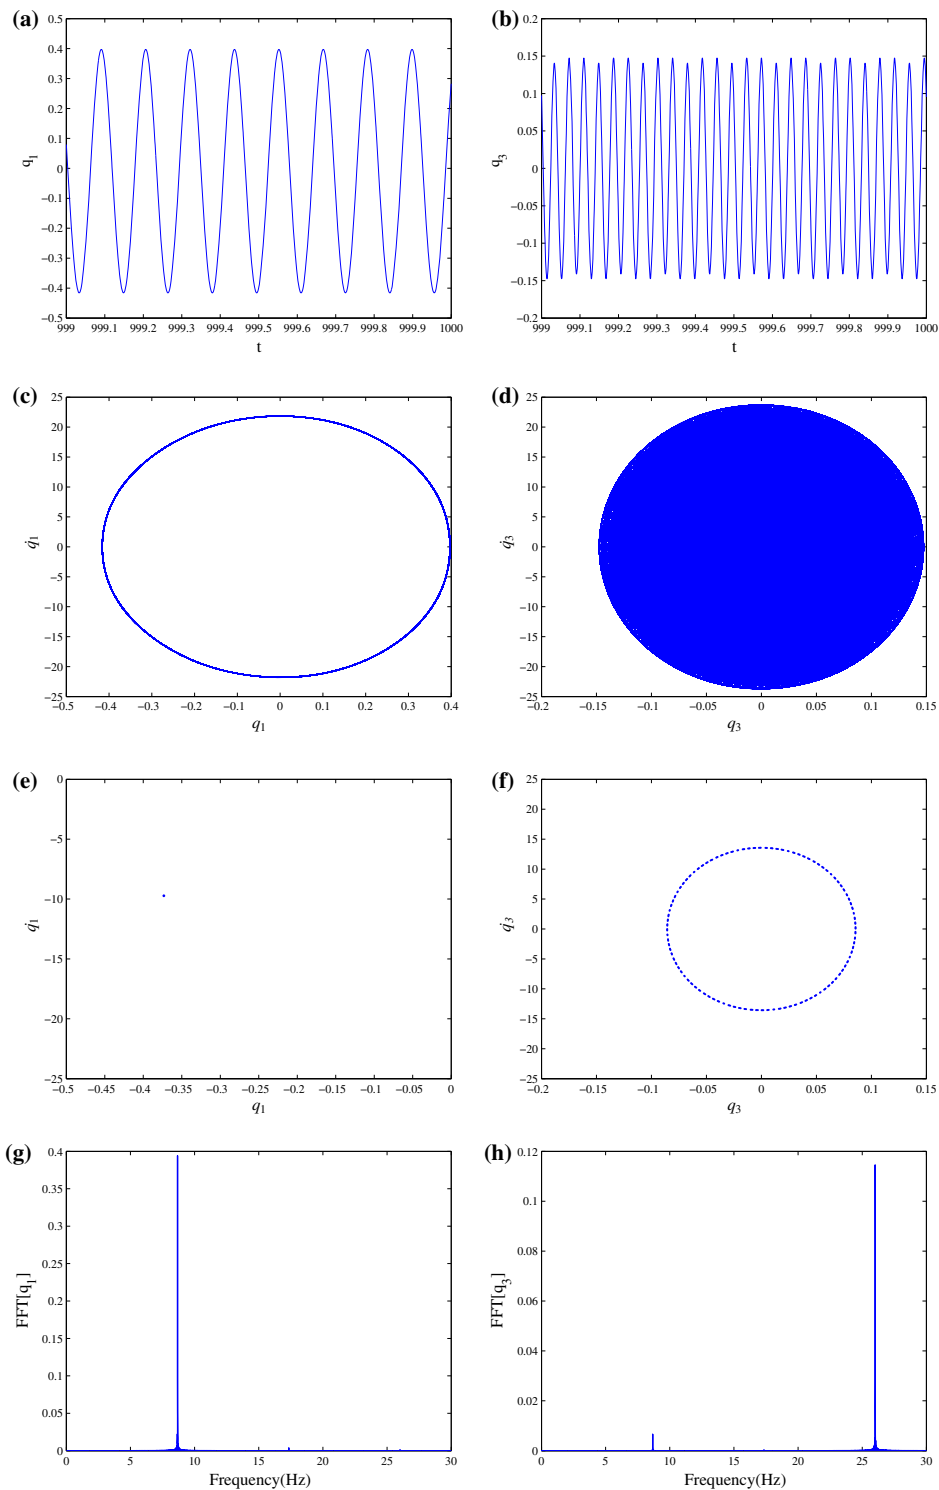 (a)
0.5
0.4
0.3
0.2
0.1
0
−0.1
−0.2
−0.3
−0.4
−0.5
q1
999 999.1 999.2 999.3 999.4 999.5 999.6 999.7 999.8 999.9 1000
t
(b)
0.2
0.15
0.1
0.05
0
−0.05
−0.1
−0.15
−0.2
q3
999 999.1 999.2 999.3 999.4 999.5 999.6 999.7 999.8 999.9 1000
t
(c)
25
20
15
10
5
0
−5
−10
−15
−20
−25
q̇1
−0.5 −0.4 −0.3 −0.2 −0.1 0 0.1 0.2 0.3 0.4
q1
(d)
25
20
15
10
5
0
−5
−10
−15
−20
−25
q̇3
−0.2 −0.15 −0.1 −0.05 0 0.05 0.1 0.15
q3
(e)
0
−5
−10
−15
−20
−25
q̇1
−0.5 −0.45 −0.4 −0.35 −0.3 −0.25 −0.2 −0.15 −0.1 −0.05 0
q1
(f)
25
20
15
10
5
0
−5
−10
−15
−20
−25
q̇3
−0.2 −0.15 −0.1 −0.05 0 0.05 0.1 0.15
q3
(g)
0.4
0.35
0.3
0.25
0.2
0.15
0.1
0.05
0
FFT[q1]
0 5 10 15 20 25 30
Frequency(Hz)
(h)
0.12
0.1
0.08
0.06
0.04
0.02
0
FFT[q3]
0 5 10 15 20 25 30
Frequency(Hz)